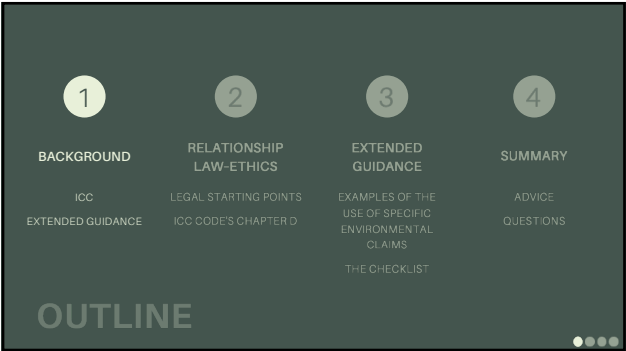 1
BACKGROUND
ICC
EXTENDED GUIDANCE
2
RELATIONSHIP
LAW-ETHICS
LEGAL STARTING POINTS
ICC CODE'S CHAPTER D
3
EXTENDED
GUIDANCE
EXAMPLES OF THE
USE OF SPECIFIC
ENVIRONMENTAL
CLAIMS
THE CHECKLIST
4
SUMMARY
ADVICE
QUESTIONS
OUTLINE